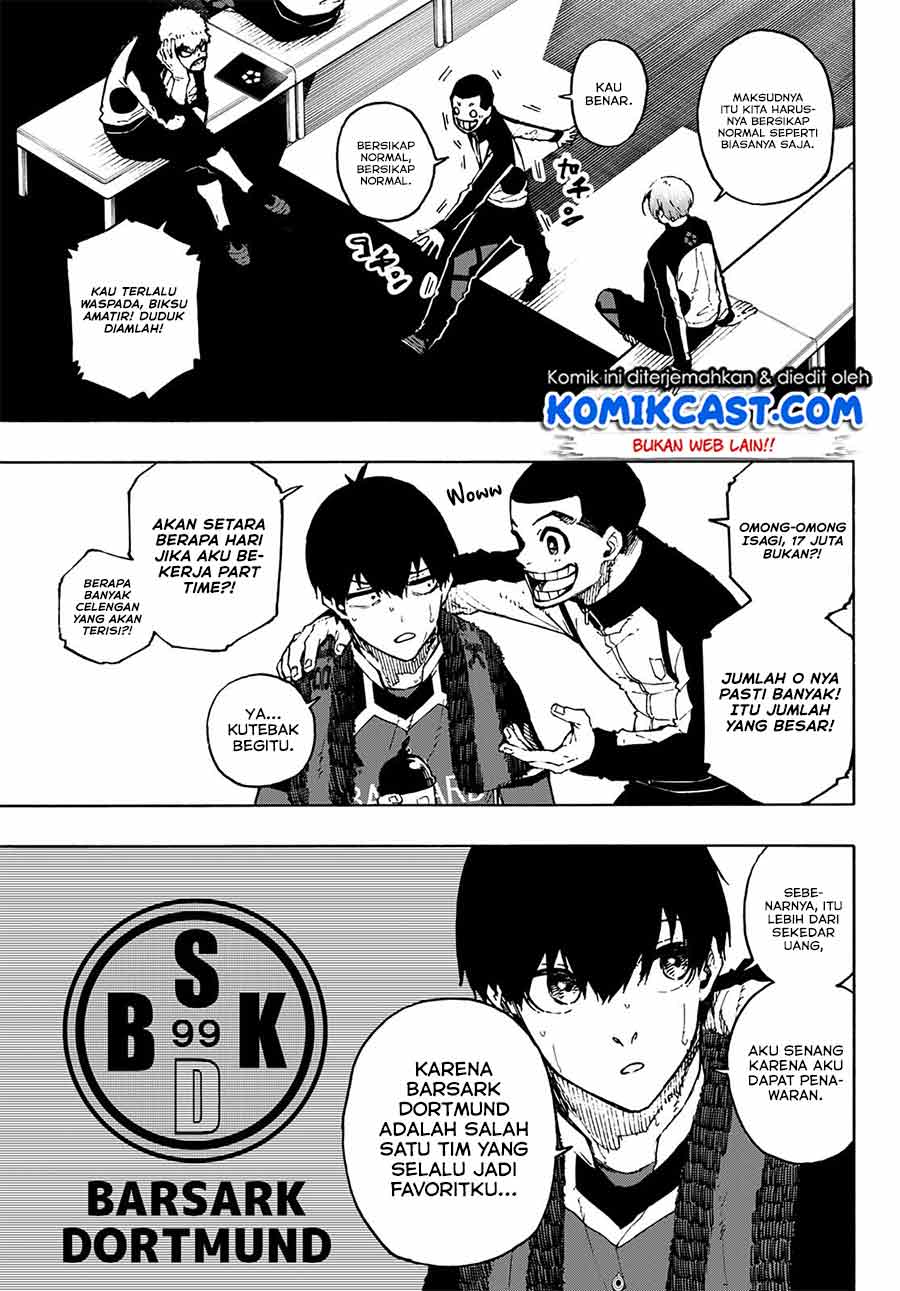 MAKSUDNYA
ITU KITA HARUS-
NYA BERSIKAP
NORMAL SEPERTI
BIASANYA SAJA.
KAU
BENAR.
BERSIKAP
NORMAL,
BERSIKAP
NORMAL.
KAU TERLALU
WASPADA, BIKSU
AMATIR! DUDUK
DIAMLAH!
Komik ini diterjemahkan & diedit oleh
KOMIKCAST.COM
BUKAN WEB LAIN!!
OMONG-OMONG
ISAGI, 17 JUTA
BUKAN?!
JUMLAH O NYA
PASTI BANYAK!
ITU JUMLAH
YANG BESAR!
Woww
AKAN SETARA
BERAPA HARI
JIKA AKU BE-
KERJA PART
TIME?!
BERAPA
BANYAK
CELENGAN
YANG AKAN
TERISI?!
YA...
KUTEBAK
BEGITU.
SEBE-
NARNYA, ITU
LEBIH DARI
SEKEDAR
UANG,
AKU SENANG
KARENA AKU
DAPAT PENA-
WARAN.
KARENA
BARSARK
DORTMUND
ADALAH SALAH
SATU TIM YANG
SELALU JADI
FAVORITKU...
S
B 99 K
D
BARSARK
DORTMUND